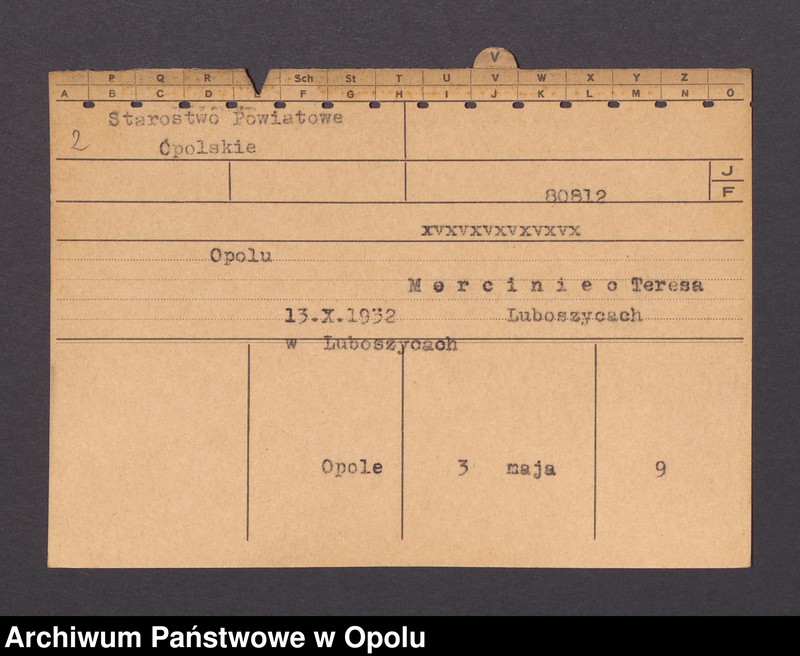 V
P Q R Sch St T U V W X Y Z
A B C D E F G H I J K L M N O
Starostwo Powiatowe
2 Opolskie
J
80812 F
xvxvxvxvxvxvx
Opolu
M e r c i n i e c Teresa
13.X.1932 Luboszycach
w Luboszycach
Opole 3 maja 9
Archiwum Państwowe w Opolu